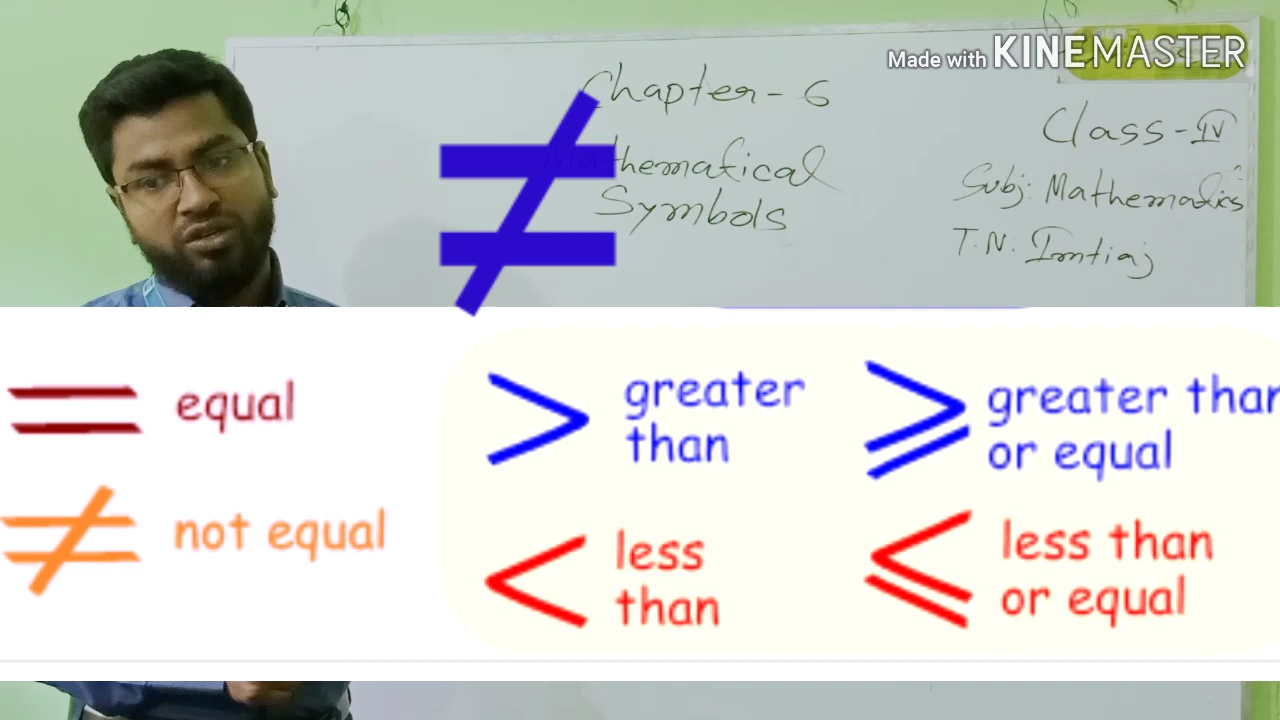 Made with KINEMASTER
Chapter - 6
Mathematical
Symbols
Class - IV
Subj: Mathematics
T.N: Imtiaj
= equal
≠ not equal
> greater
than
< less
than
⩾ greater than
or equal
⩽ less than
or equal